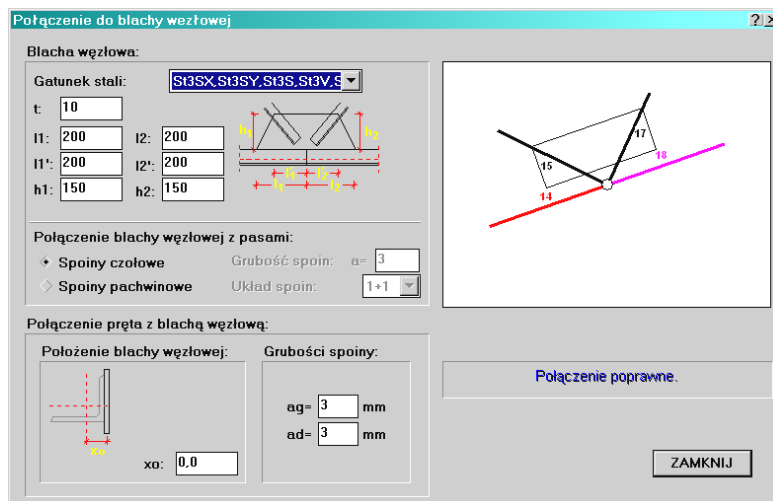 Połączenie do blachy węzłowej
Blacha węzłowa:
Gatunek stali: St3SX,St3SY,St3S,St3V,S
t: 10
l1: 200 l2: 200
l1': 200 l2': 200
h1: 150 h2: 150
h1 h2
l'1 l'2
l1 l2
Połączenie blachy węzłowej z pasami:
Spoiny czołowe
Grubość spoin: a= 3
Spoiny pachwinowe
Układ spoin: 1+1
Połączenie pręta z blachą węzłową:
Położenie blachy węzłowej:
xo
xo: 0,0
Grubości spoiny:
ag= 3 mm
ad= 3 mm
17
15
18
14
Połączenie poprawne.
ZAMKNIJ